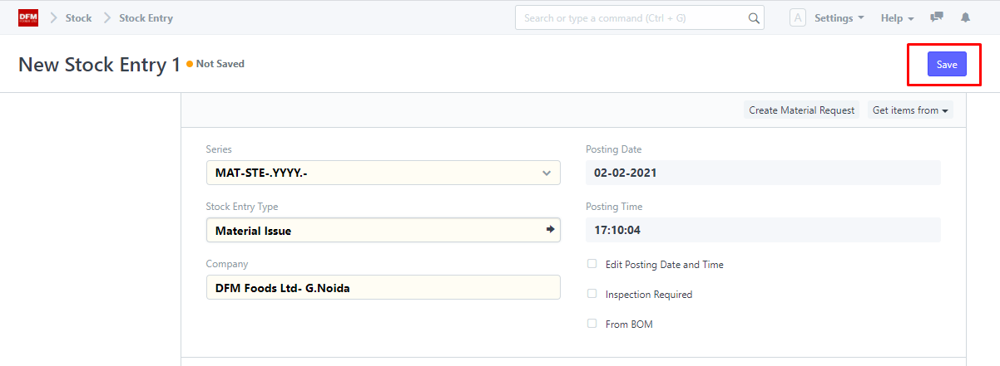 DFM Stock Stock Entry Search or type a command (Ctrl + G) A Settings Help
New Stock Entry 1 Not Saved Save
Create Material Request Get items from
Series
MAT-STE-.YYYY.-
Posting Date
02-02-2021
Stock Entry Type
Material Issue
Posting Time
17:10:04
Company
DFM Foods Ltd- G.Noida
Edit Posting Date and Time
Inspection Required
From BOM